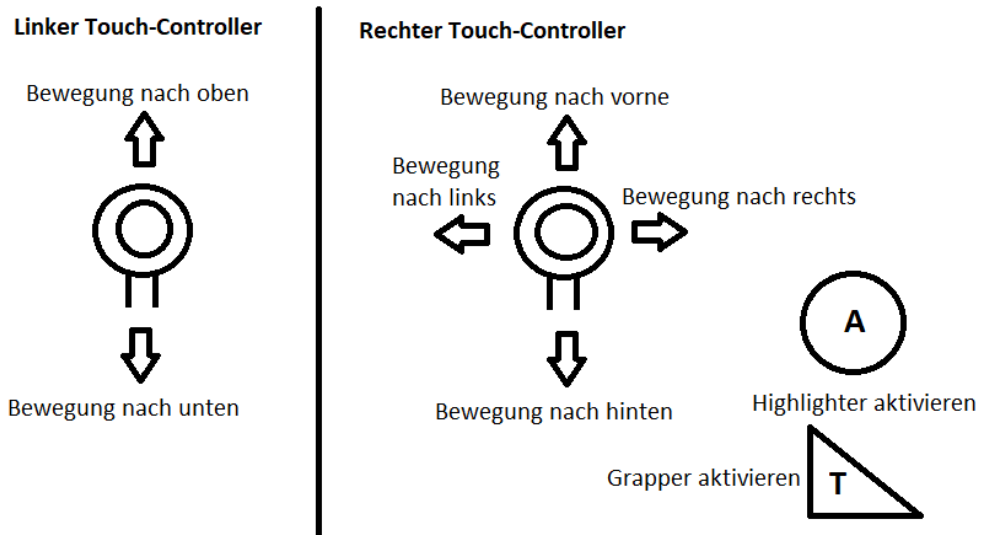 Linker Touch-Controller
Bewegung nach oben
Bewegung nach unten
Rechter Touch-Controller
Bewegung nach vorne
Bewegung
nach links
Bewegung nach rechts
Bewegung nach hinten
A
Highlighter aktivieren
Grapper aktivieren
T